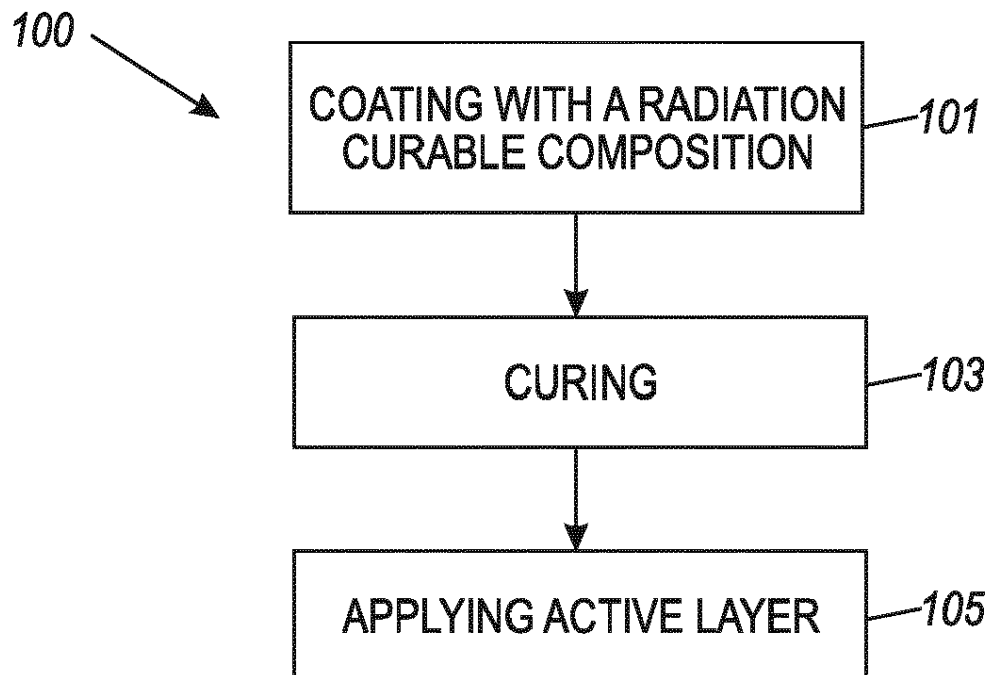 100
COATING WITH A RADIATION
CURABLE COMPOSITION
101
CURING
103
APPLYING ACTIVE LAYER
105